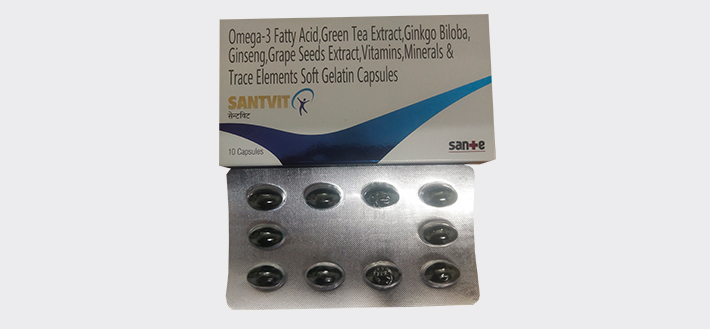 Omega-3 Fatty Acid,Green Tea Extract,Ginkgo Biloba,
Ginseng,Grape Seeds Extract,Vitamins,Minerals &
Trace Elements Soft Gelatin Capsules
SANTVIT
सेन्टविट
10 Capsules
sante